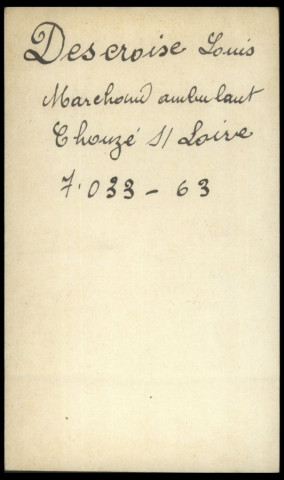 Descroise Louis
Marchand ambulant
Chouzé s/ Loire
7.033 - 63